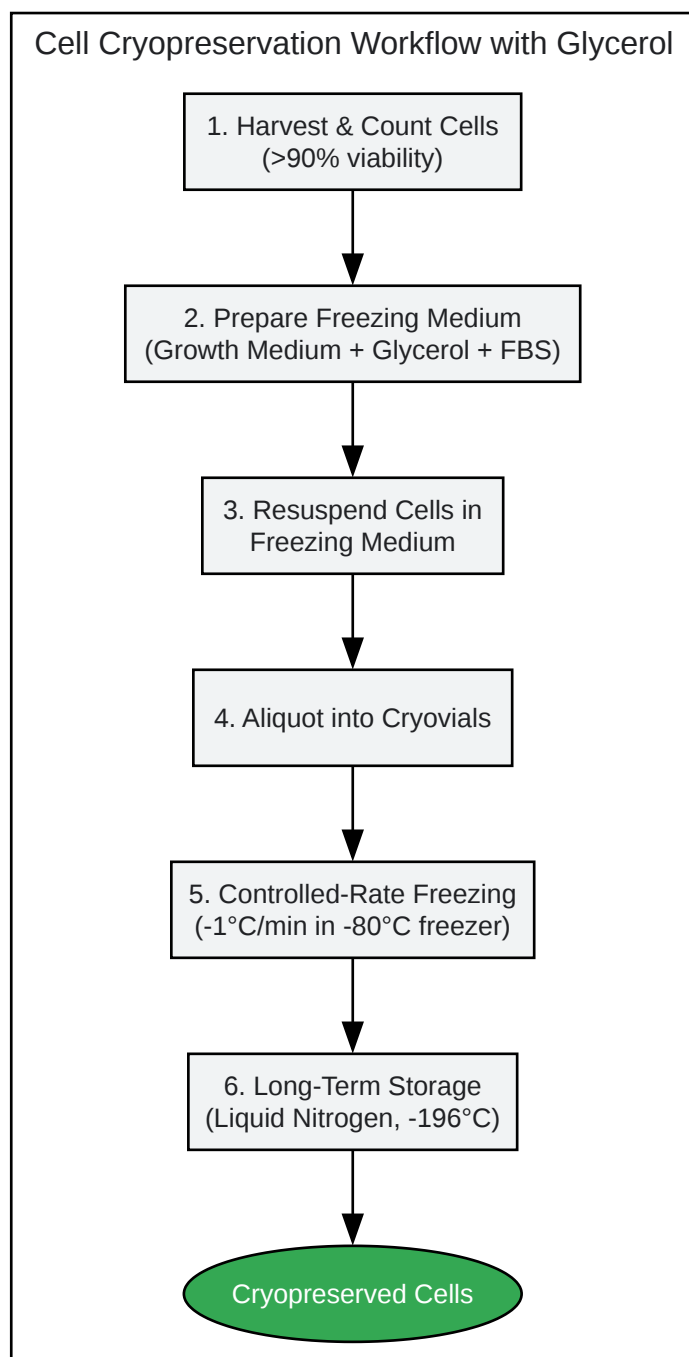 Cell Cryopreservation Workflow with Glycerol
1. Harvest & Count Cells
(>90% viability)
2. Prepare Freezing Medium
(Growth Medium + Glycerol + FBS)
3. Resuspend Cells in
Freezing Medium
4. Aliquot into Cryovials
5. Controlled-Rate Freezing
(-1°C/min in -80°C freezer)
6. Long-Term Storage
(Liquid Nitrogen, -196°C)
Cryopreserved Cells